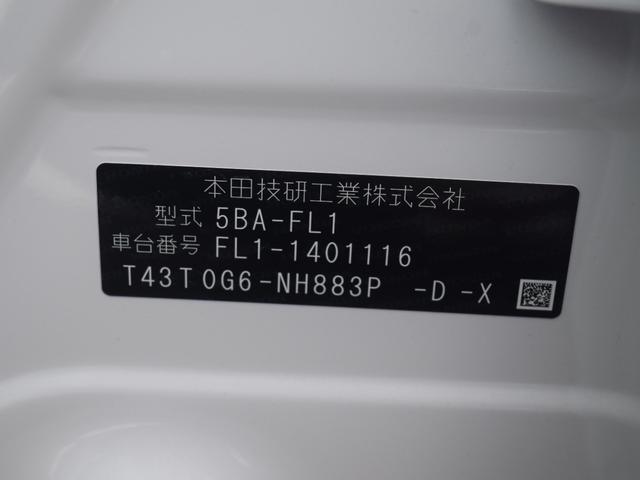 本田技研工業株式会社
型式 5BA-FL1
車台番号 FL1-1401116
T43T0G6-NH883P -D -X